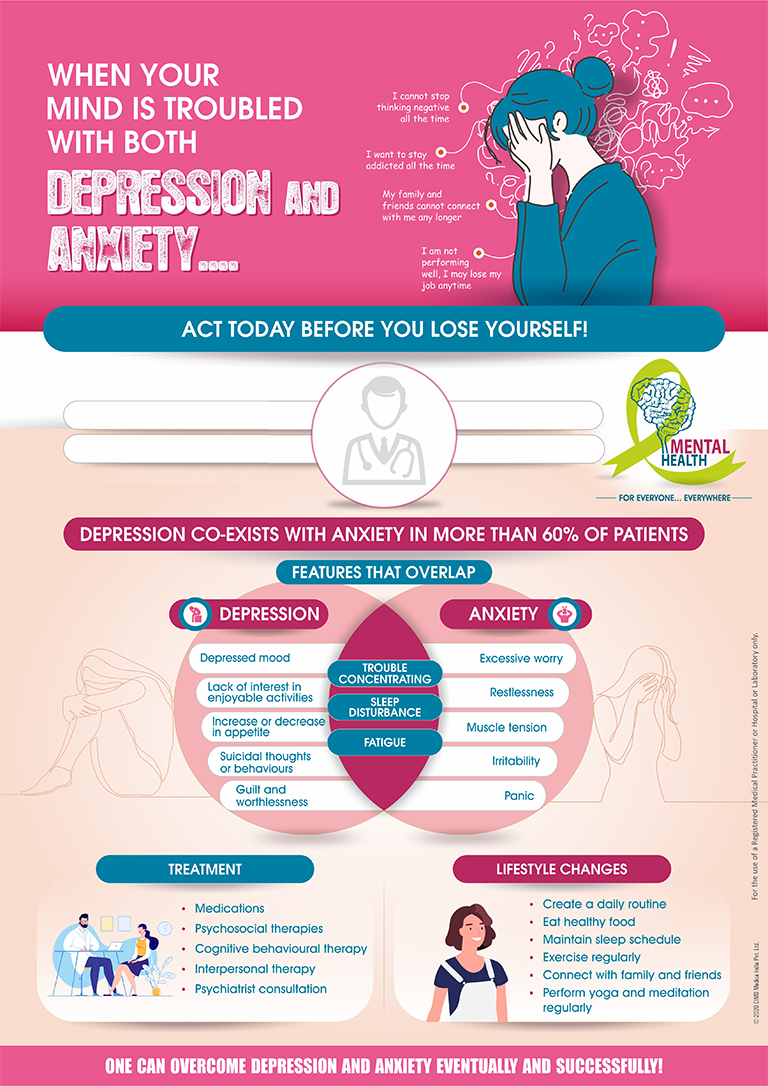 WHEN YOUR
MIND IS TROUBLED
WITH BOTH
DEPRESSION AND
ANXIETY....
I cannot stop
thinking negative
all the time
I want to stay
addicted all the time
My family and
friends cannot connect
with me any longer
I am not
performing
well, I may lose my
job anytime
ACT TODAY BEFORE YOU LOSE YOURSELF!
MENTAL
HEALTH
FOR EVERYONE... EVERYWHERE
DEPRESSION CO-EXISTS WITH ANXIETY IN MORE THAN 60% OF PATIENTS
FEATURES THAT OVERLAP
DEPRESSION
Depressed mood
Lack of interest in
enjoyable activities
Increase or decrease
in appetite
Suicidal thoughts
or behaviours
Guilt and
worthlessness
TROUBLE
CONCENTRATING
SLEEP
DISTURBANCE
FATIGUE
ANXIETY
Excessive worry
Restlessness
Muscle tension
Irritability
Panic
TREATMENT
• Medications
• Psychosocial therapies
• Cognitive behavioural therapy
• Interpersonal therapy
• Psychiatrist consultation
LIFESTYLE CHANGES
• Create a daily routine
• Eat healthy food
• Maintain sleep schedule
• Exercise regularly
• Connect with family and friends
• Perform yoga and meditation
regularly
For the use of a Registered Medical Practitioner or Hospital or Laboratory only.
© 2020 CIMS Medica India Pvt. Ltd.
ONE CAN OVERCOME DEPRESSION AND ANXIETY EVENTUALLY AND SUCCESSFULLY!